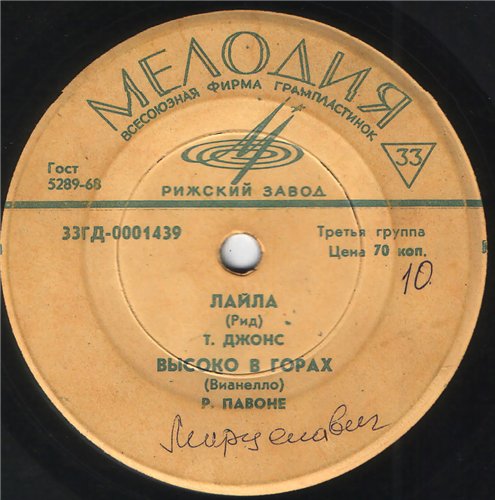 МЕЛОДИЯ
ВСЕСОЮЗНАЯ ФИРМА ГРАМПЛАСТИНОК
33
РИЖСКИЙ ЗАВОД
Гост
5289-68
33ГД-0001439
Третья группа
Цена 70 коп.
10
ЛАЙЛА
(Рид)
Т. ДЖОНС
ВЫСОКО В ГОРАХ
(Вианелло)
Р. ПАВОНЕ